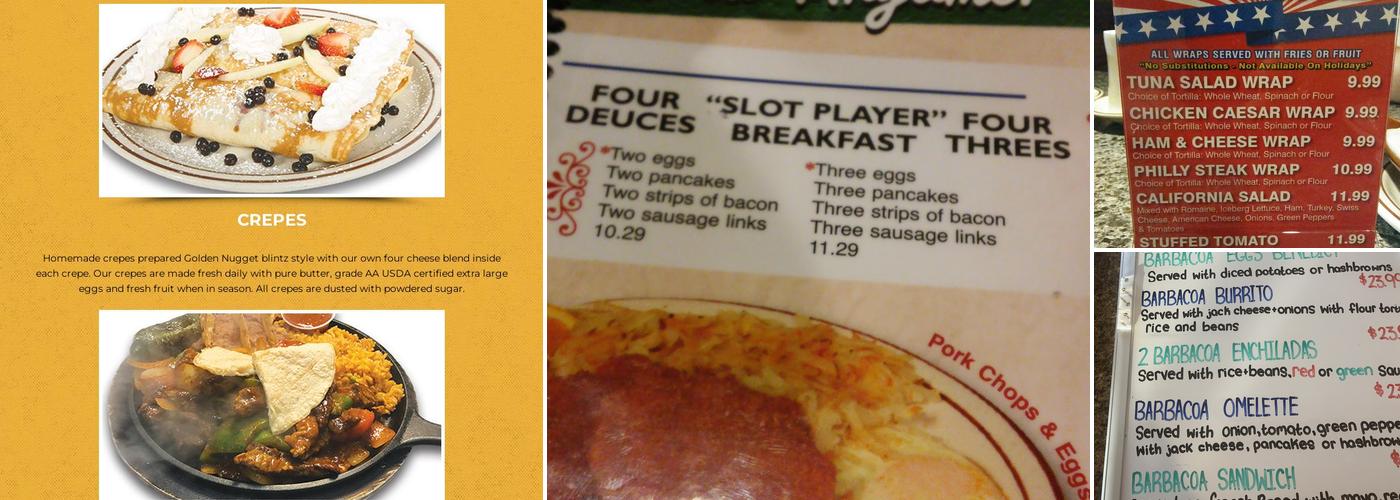 CREPES
Homemade crepes prepared Golden Nugget blintz style with our own four cheese blend inside
each crepe. Our crepes are made fresh daily with pure butter, grade AA USDA certified extra large
eggs and fresh fruit when in season. All crepes are dusted with powdered sugar.
FOUR DEUCES
"SLOT PLAYER" BREAKFAST
FOUR THREES
*Two eggs
Two pancakes
Two strips of bacon
Two sausage links
10.29
*Three eggs
Three pancakes
Three strips of bacon
Three sausage links
11.29
Pork Chops & Eggs
ALL WRAPS SERVED WITH FRIES OR FRUIT
"No Substitutions - Not Available On Holidays"
TUNA SALAD WRAP 9.99
Choice of Tortilla: Whole Wheat, Spinach or Flour
CHICKEN CAESAR WRAP 9.99
Choice of Tortilla: Whole Wheat, Spinach or Flour
HAM & CHEESE WRAP 9.99
Choice of Tortilla: Whole Wheat, Spinach or Flour
PHILLY STEAK WRAP 10.99
Choice of Tortilla: Whole Wheat, Spinach or Flour
CALIFORNIA SALAD 11.99
Mixed with Romaine, Iceberg Lettuce, Ham, Turkey, Swiss
Cheese, American Cheese, Onions, Green Peppers
& Tomatoes
STUFFED TOMATO 11.99
BARBACOA EGGS BENEDICT
Served with diced potatoes or hashbrowns
$23.99
BARBACOA BURRITO
Served with jack cheese+onions with flour
rice and beans
2 BARBACOA ENCHILADAS
Served with rice+beans, red or green
BARBACOA OMELETTE
Served with onion, tomato, green
with jack cheese, pancakes or
BARBACOA SANDWICH